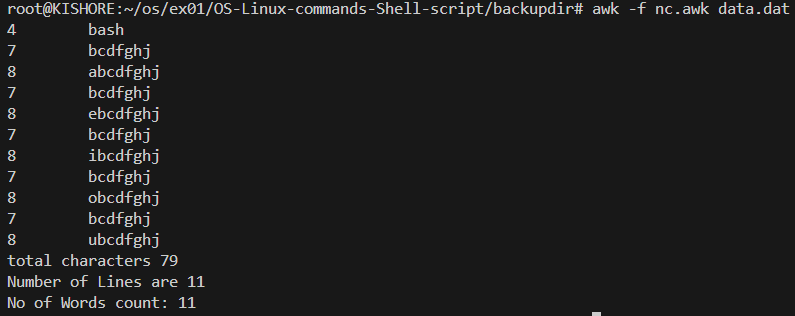 root@KISHORE:~/os/ex01/OS-Linux-commands-Shell-script/backupdir# awk -f nc.awk data.dat
4	bash
7	bcdfghj
8	abcdfghj
7	bcdfghj
8	ebcdfghj
7	bcdfghj
8	ibcdfghj
7	bcdfghj
8	obcdfghj
7	bcdfghj
8	ubcdfghj
total characters 79
Number of Lines are 11
No of Words count: 11